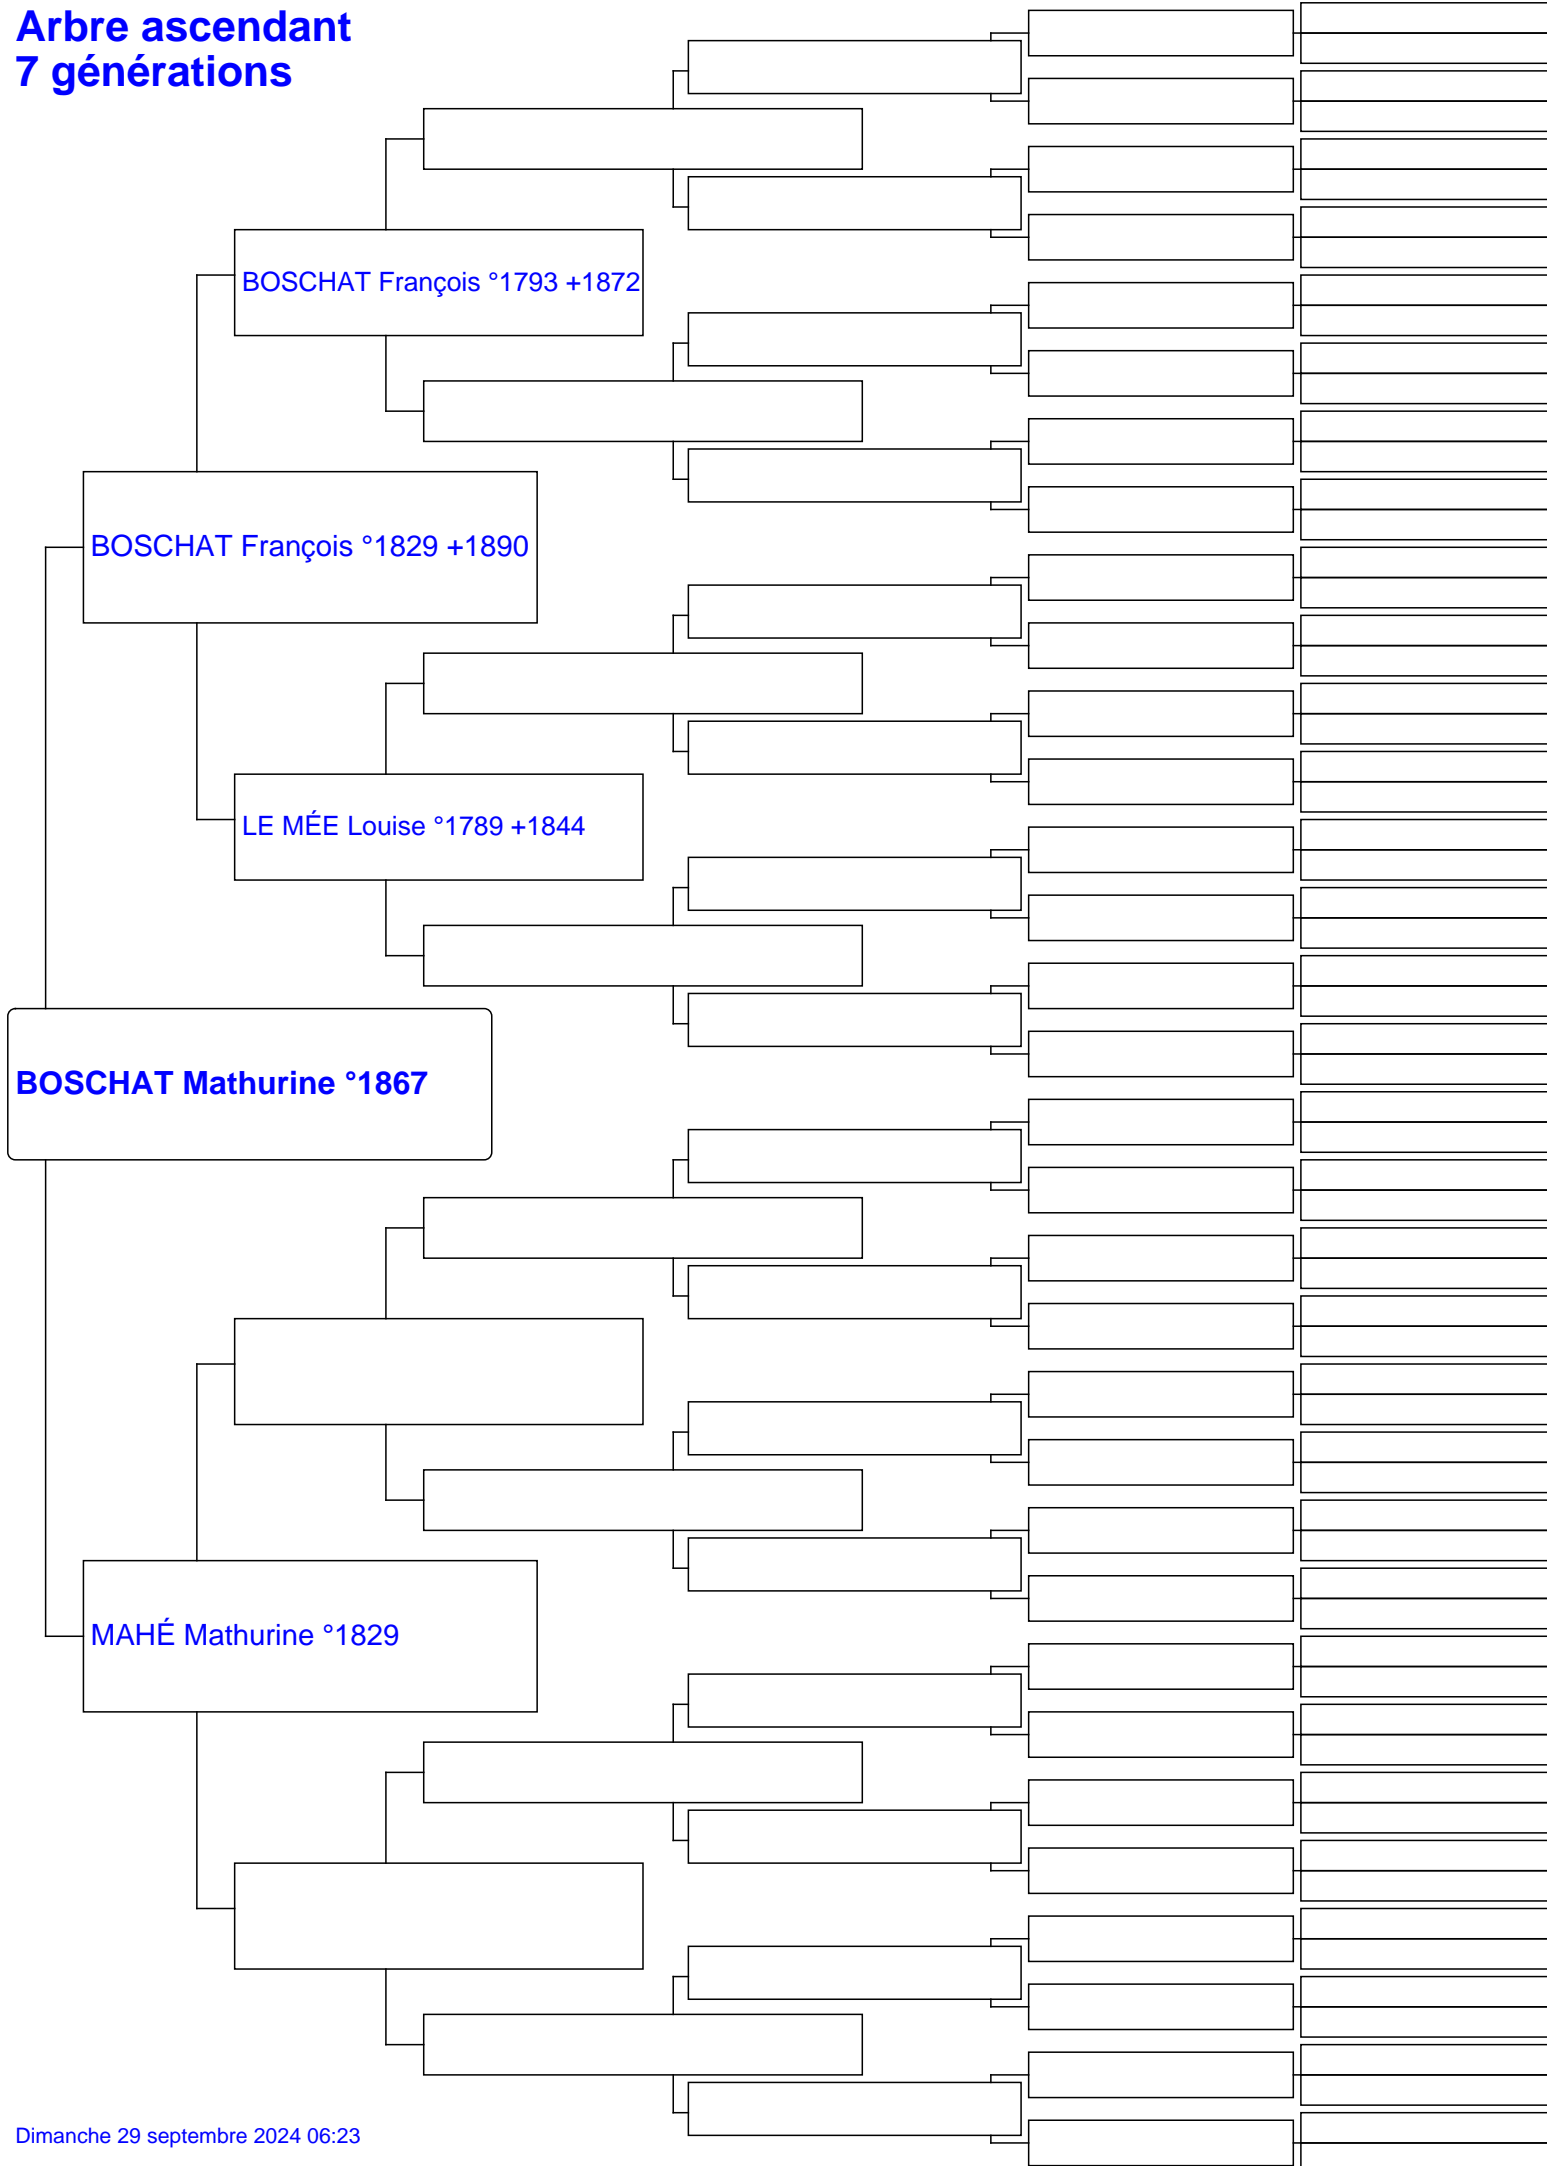 Arbre ascendant
7 générations
BOSCHAT François °1793 +1872
BOSCHAT François °1829 +1890
LE MÉE Louise °1789 +1844
BOSCHAT Mathurine °1867
MAHÉ Mathurine °1829
Dimanche 29 septembre 2024 06:23